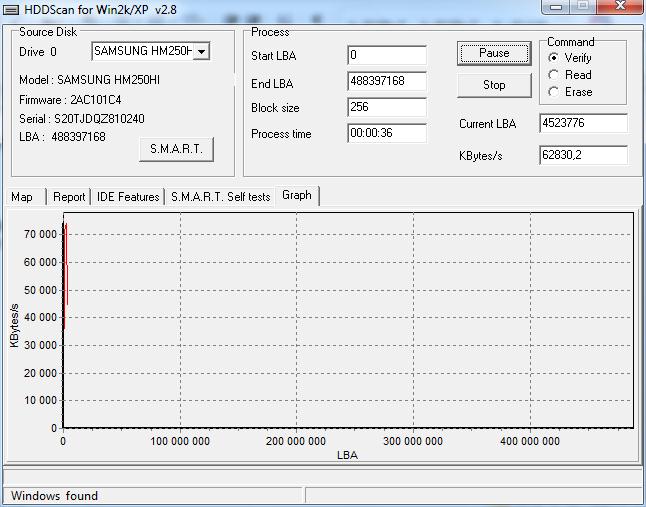 HDDScan for Win2k/XP v2.8
Source Disk
Drive 0 SAMSUNG HM250H
Model : SAMSUNG HM250HI
Firmware : 2AC101C4
Serial : S20TJDQZ810240
LBA : 488397168
S.M.A.R.T.
Process
Start LBA 0
End LBA 488397168
Block size 256
Process time 00:00:36
Pause
Stop
Command
Verify
Read
Erase
Current LBA 4523776
KBytes/s 62830,2
Map Report IDE Features S.M.A.R.T. Self tests Graph
KBytes/s
70 000
60 000
50 000
40 000
30 000
20 000
10 000
0
0 100 000 000 200 000 000 300 000 000 400 000 000
LBA
Windows found